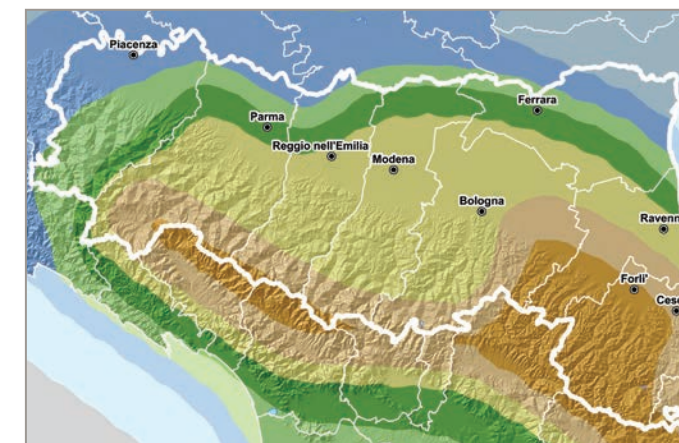 Piacenza
Ferrara
Parma
Reggio nell'Emilia
Modena
Bologna
Ravenn
Forli'
Cese